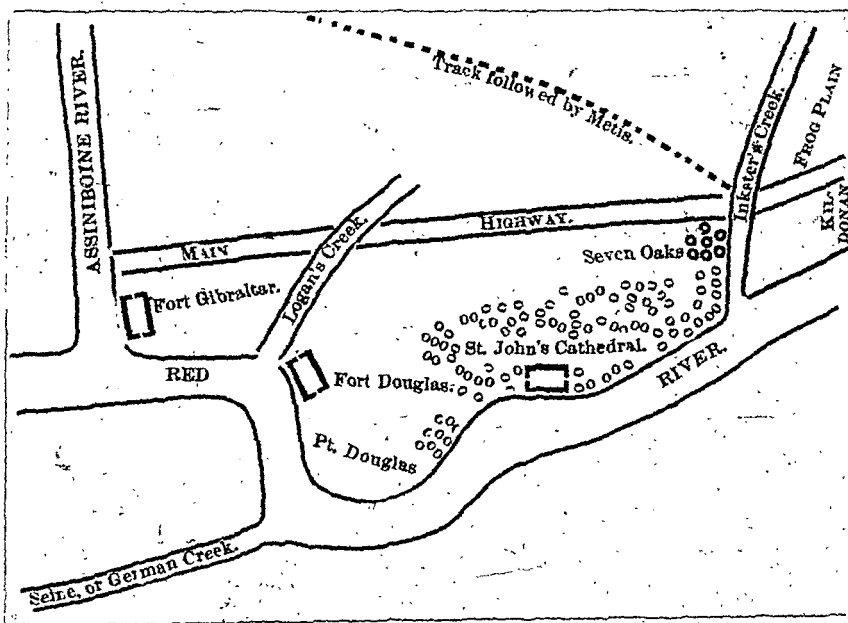 ASSINIBOINE RIVER.
Track followed by Metis.
Inkster's Creek.
FROG PLAIN
KIL-
DONAN
MAIN
HIGHWAY.
Logan's Creek.
Seven Oaks
Fort Gibraltar.
St. John's Cathedral.
RED
RIVER.
Fort Douglas.
Pt. Douglas
Seine, or German Creek.